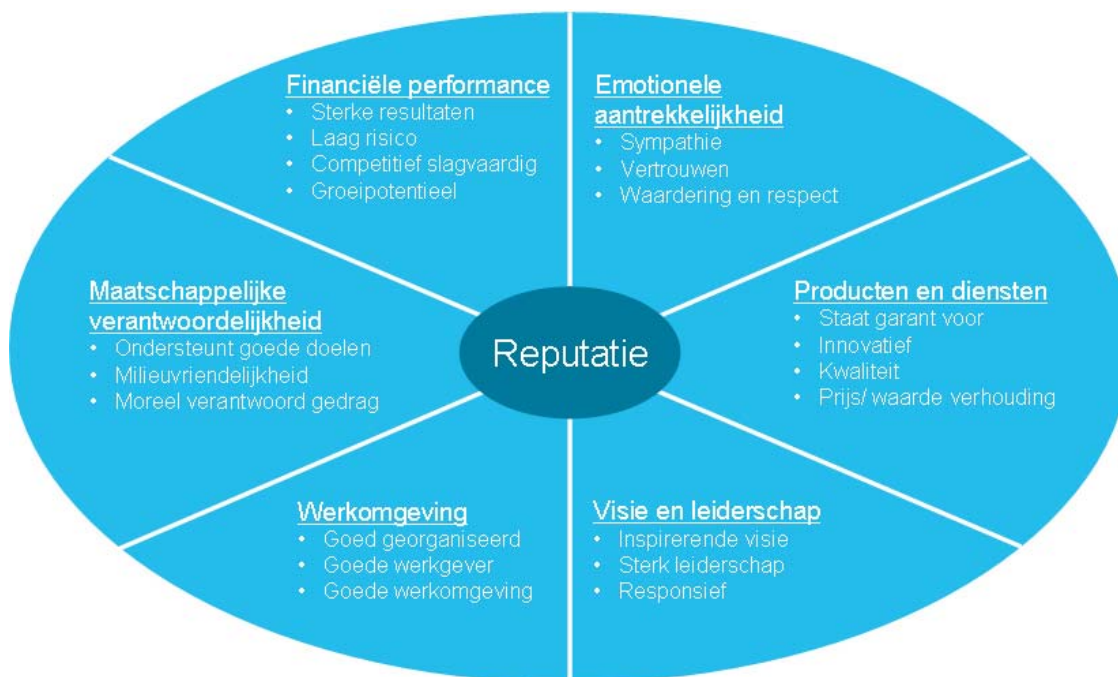 Financiële performance
• Sterke resultaten
• Laag risico
• Competitief slagvaardig
• Groeipotentieel
Emotionele
aantrekkelijkheid
• Sympathie
• Vertrouwen
• Waardering en respect
Maatschappelijke
verantwoordelijkheid
• Ondersteunt goede doelen
• Milieuvriendelijkheid
• Moreel verantwoord gedrag
Reputatie
Producten en diensten
• Staat garant voor
• Innovatief
• Kwaliteit
• Prijs/ waarde verhouding
Werkomgeving
• Goed georganiseerd
• Goede werkgever
• Goede werkomgeving
Visie en leiderschap
• Inspirerende visie
• Sterk leiderschap
• Responsief